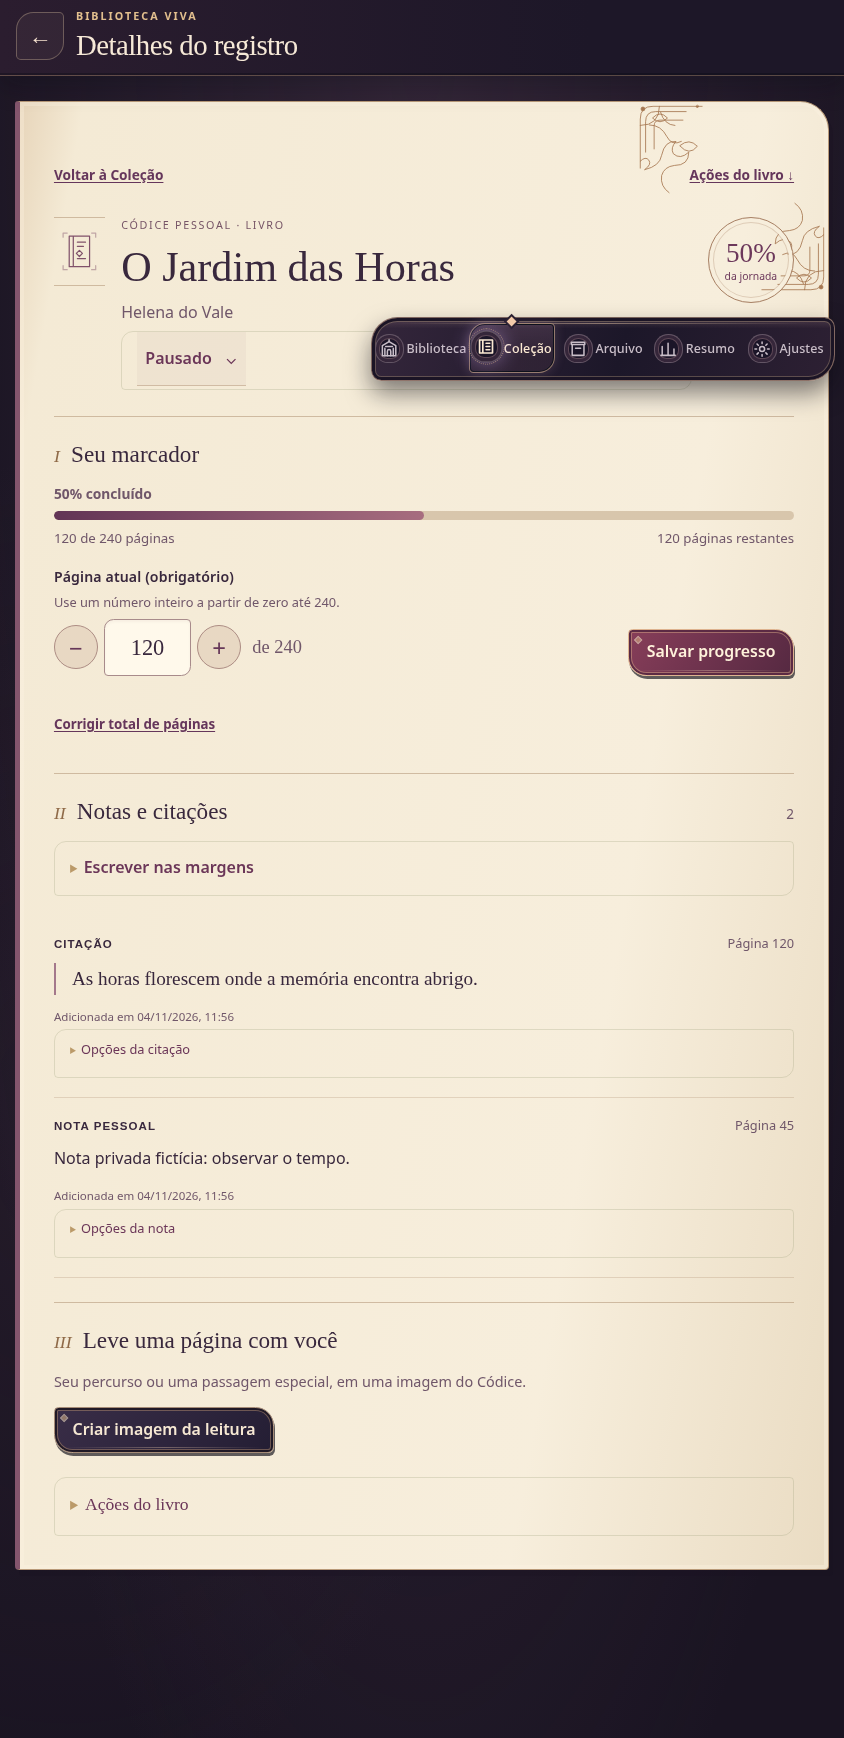 ←
BIBLIOTECA VIVA
Detalhes do registro
Voltar à Coleção
Ações do livro ↓
CÓDICE PESSOAL · LIVRO
O Jardim das Horas
Helena do Vale
50%
da jornada
Pausado
Biblioteca
Coleção
Arquivo
Resumo
Ajustes
I Seu marcador
50% concluído
120 de 240 páginas
120 páginas restantes
Página atual (obrigatório)
Use um número inteiro a partir de zero até 240.
− 120 + de 240
Salvar progresso
Corrigir total de páginas
II Notas e citações
2
Escrever nas margens
CITAÇÃO
Página 120
As horas florescem onde a memória encontra abrigo.
Adicionada em 04/11/2026, 11:56
Opções da citação
NOTA PESSOAL
Página 45
Nota privada fictícia: observar o tempo.
Adicionada em 04/11/2026, 11:56
Opções da nota
III Leve uma página com você
Seu percurso ou uma passagem especial, em uma imagem do Códice.
Criar imagem da leitura
Ações do livro